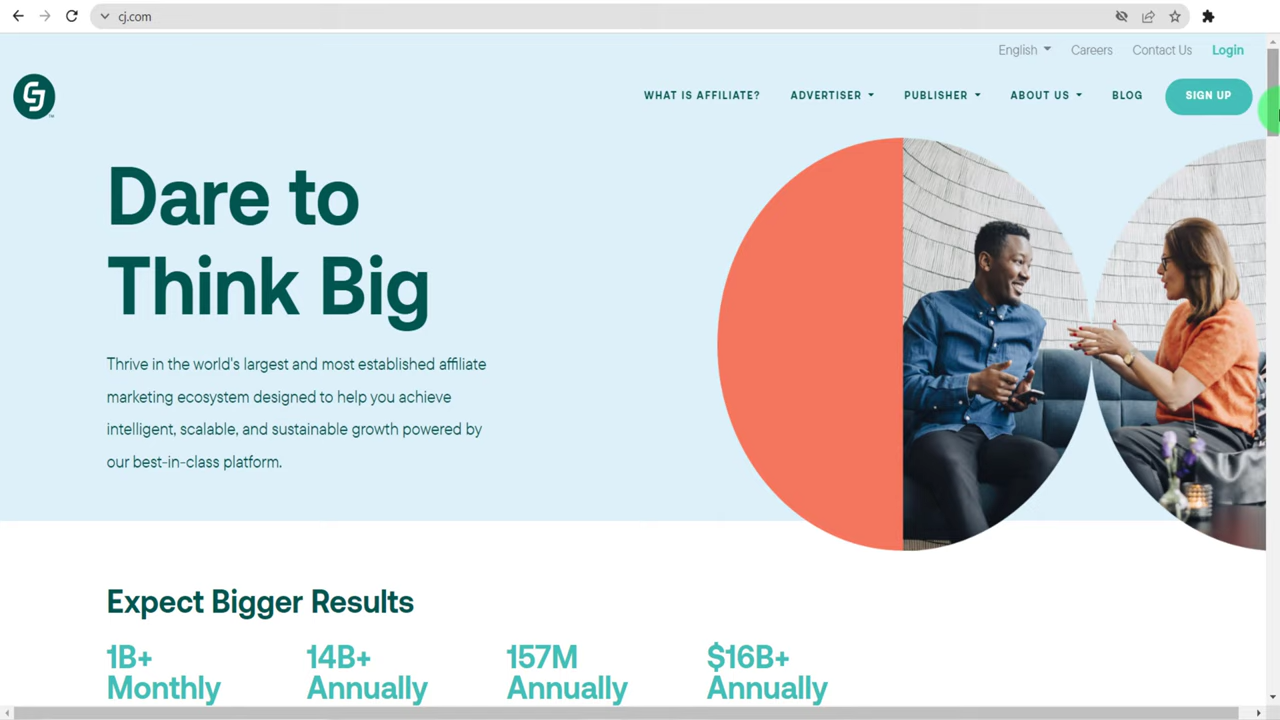 cj.com
English
Careers
Contact Us
Login
CJ
WHAT IS AFFILIATE?
ADVERTISER
PUBLISHER
ABOUT US
BLOG
SIGN UP
Dare to
Think Big
Thrive in the world's largest and most established affiliate
marketing ecosystem designed to help you achieve
intelligent, scalable, and sustainable growth powered by
our best-in-class platform.
Expect Bigger Results
1B+
Monthly
14B+
Annually
157M
Annually
$16B+
Annually